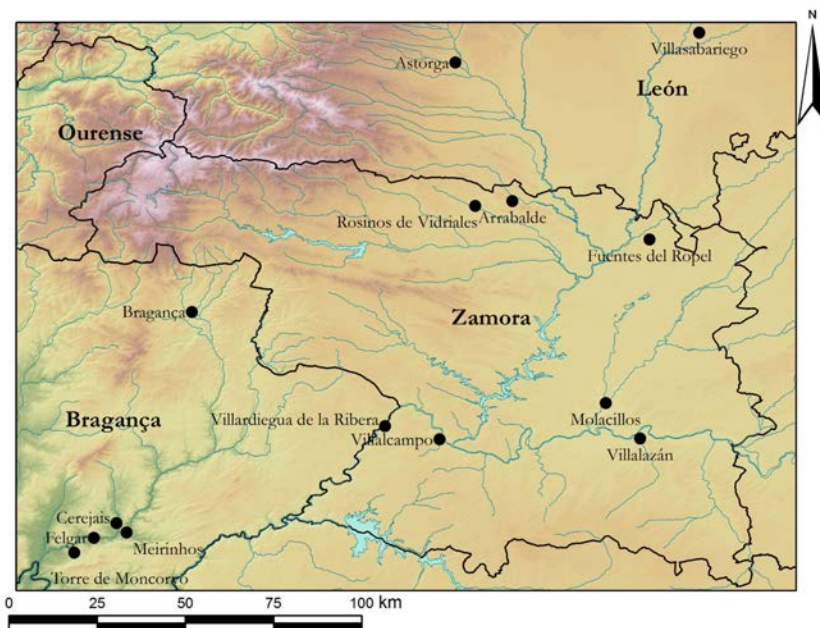 N
Villasabariego
Astorga
León
Ourense
Rosinos de Vidriales
Arrabalde
Fuentes del Ropel
Bragança
Zamora
Molacillos
Bragança
Villardiegua de la Ribera
Villalcampo
Villalazán
Cerejais
Felgar
Meirinhos
Torre de Moncorvo
0 25 50 75 100 km